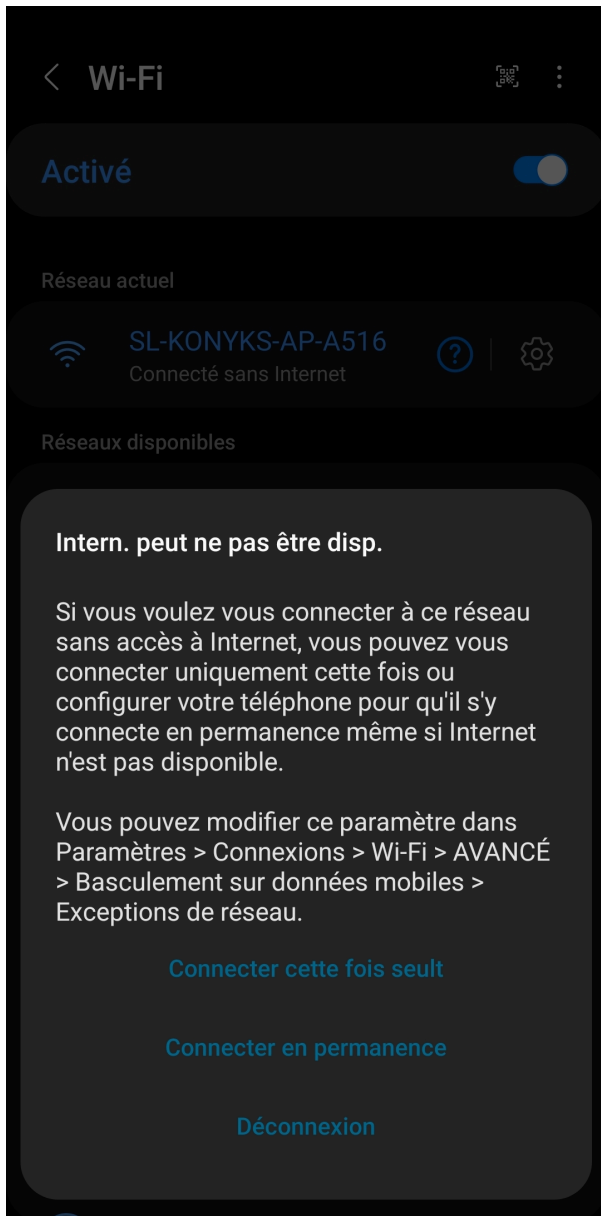 Wi-Fi
Activé
Réseau actuel
SL-KONYKS-AP-A516
Connecté sans Internet
Réseaux disponibles
Intern. peut ne pas être disp.
Si vous voulez vous connecter à ce réseau
sans accès à Internet, vous pouvez vous
connecter uniquement cette fois ou
configurer votre téléphone pour qu'il s'y
connecte en permanence même si Internet
n'est pas disponible.
Vous pouvez modifier ce paramètre dans
Paramètres > Connexions > Wi-Fi > AVANCÉ
> Basculement sur données mobiles >
Exceptions de réseau.
Connecter cette fois seult
Connecter en permanence
Déconnexion